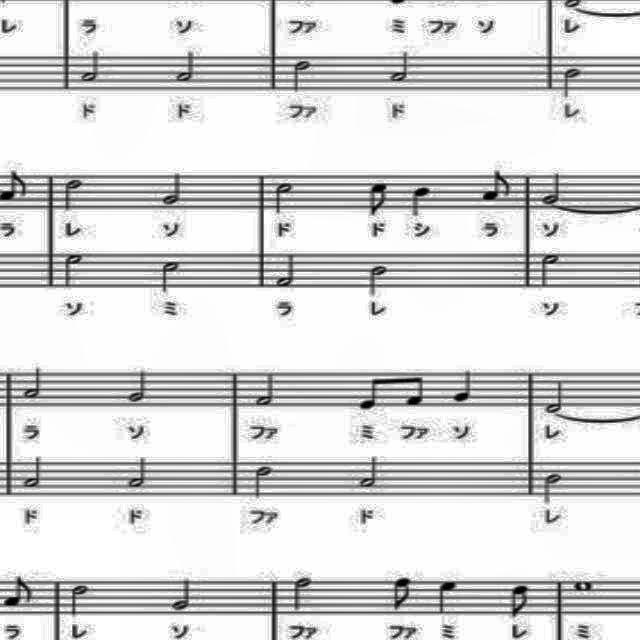 レ ラ ソ ファ ミ ファ ソ レ
ド ド ファ ド レ
ラ レ ソ ド ド シ ラ ソ
ソ ミ ラ レ ソ
ラ ソ ファ ミ ファ ソ レ
ド ド ファ ド レ
ラ レ ソ ファ ファ ミ レ ミ